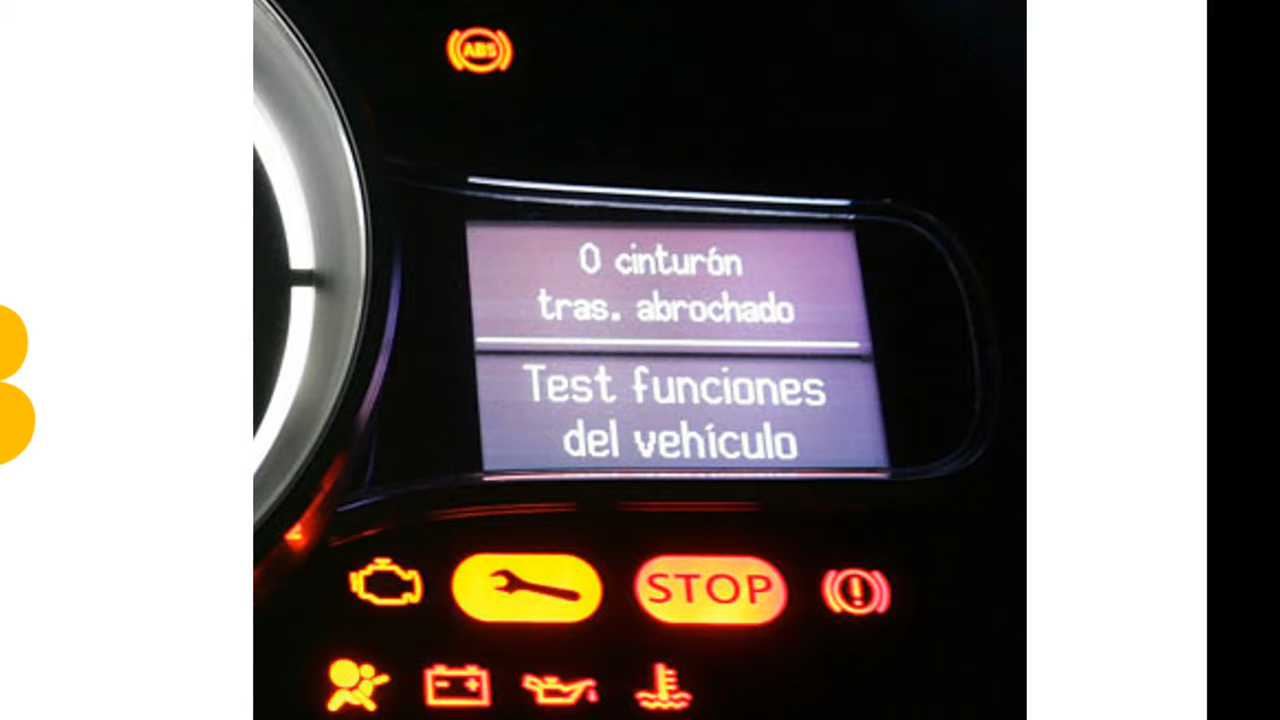 ABS
0 cinturón
tras. abrochado
Test funciones
del vehículo
STOP